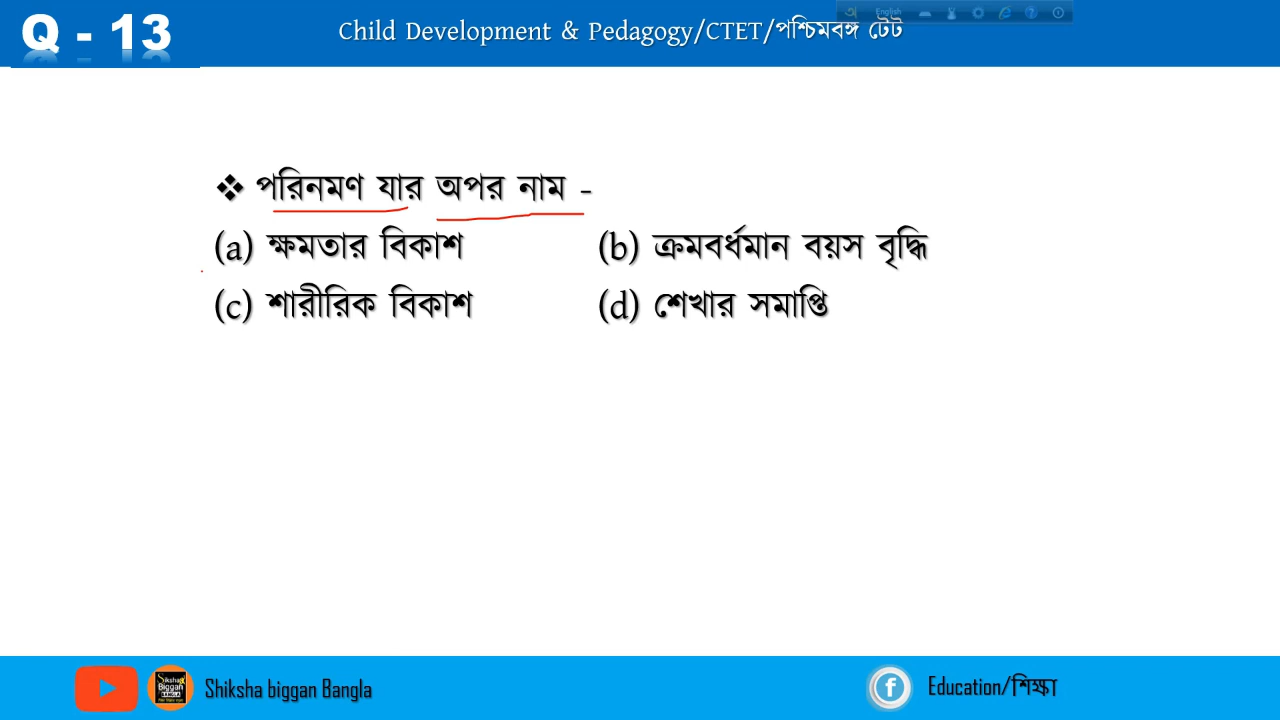 Q - 13
Child Development & Pedagogy/CTET/পশ্চিমবঙ্গ টেট
English
❖ পরিনমণ যার অপর নাম -
(a) ক্ষমতার বিকাশ (b) ক্রমবর্ধমান বয়স বৃদ্ধি
(c) শারীরিক বিকাশ (d) শেখার সমাপ্তি
Shiksha biggan Bangla
Education/শিক্ষা